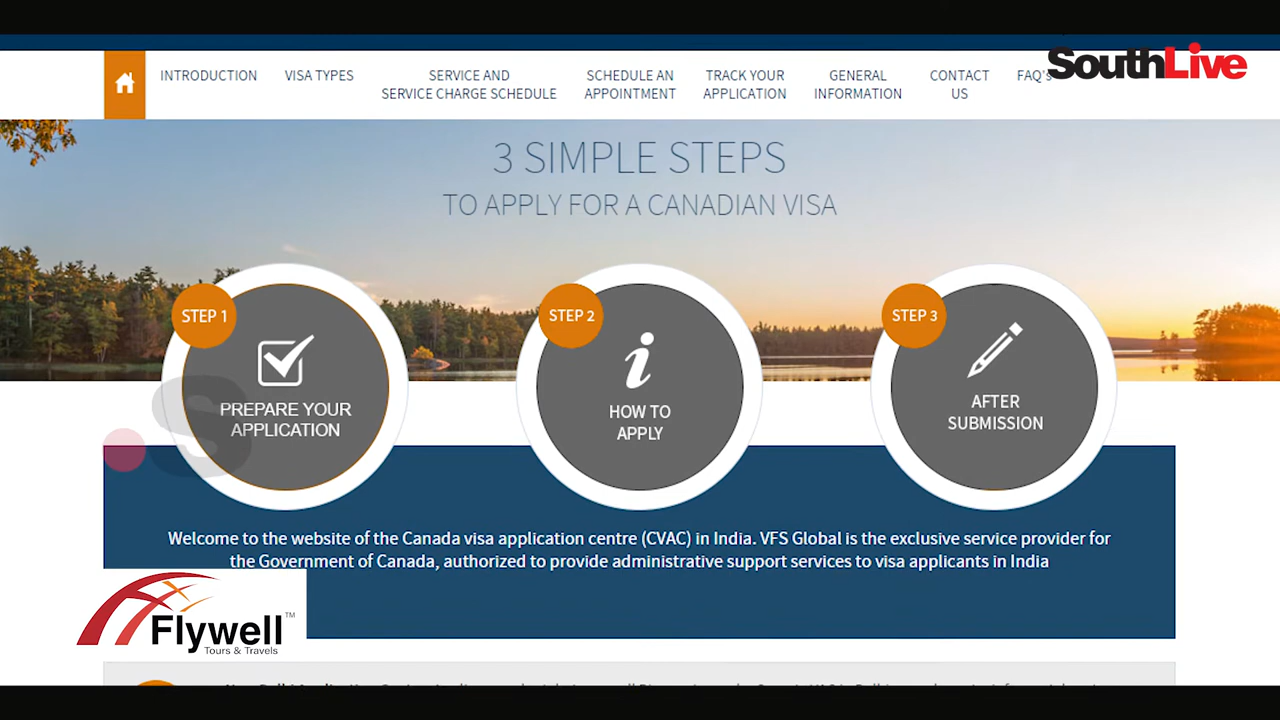 SouthLive
INTRODUCTION
VISA TYPES
SERVICE AND
SERVICE CHARGE SCHEDULE
SCHEDULE AN
APPOINTMENT
TRACK YOUR
APPLICATION
GENERAL
INFORMATION
CONTACT
US
FAQ'S
3 SIMPLE STEPS
TO APPLY FOR A CANADIAN VISA
STEP 1
PREPARE YOUR
APPLICATION
STEP 2
HOW TO
APPLY
STEP 3
AFTER
SUBMISSION
S
Welcome to the website of the Canada visa application centre (CVAC) in India. VFS Global is the exclusive service provider for
the Government of Canada, authorized to provide administrative support services to visa applicants in India
Flywell™
Tours & Travels